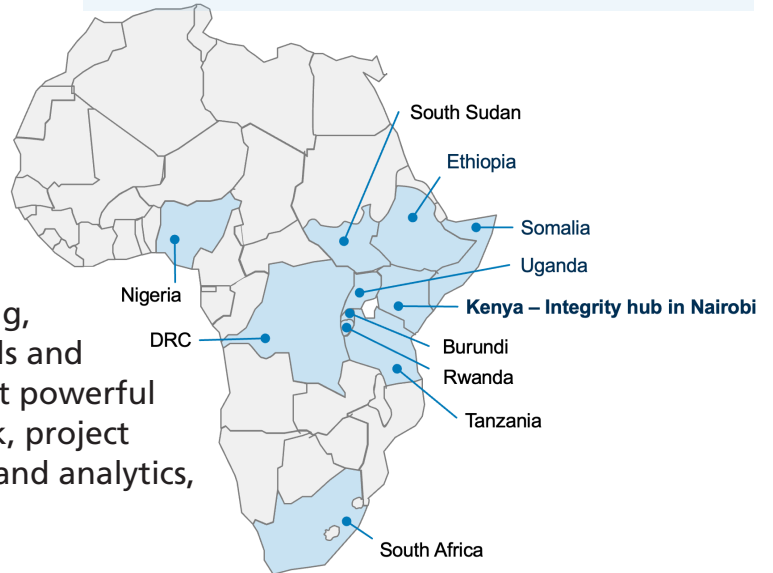 South Sudan
Ethiopia
Somalia
Uganda
Nigeria
Kenya – Integrity hub in Nairobi
DRC
Burundi
Rwanda
Tanzania
South Africa
g,
ls and
t powerful
k, project
and analytics,